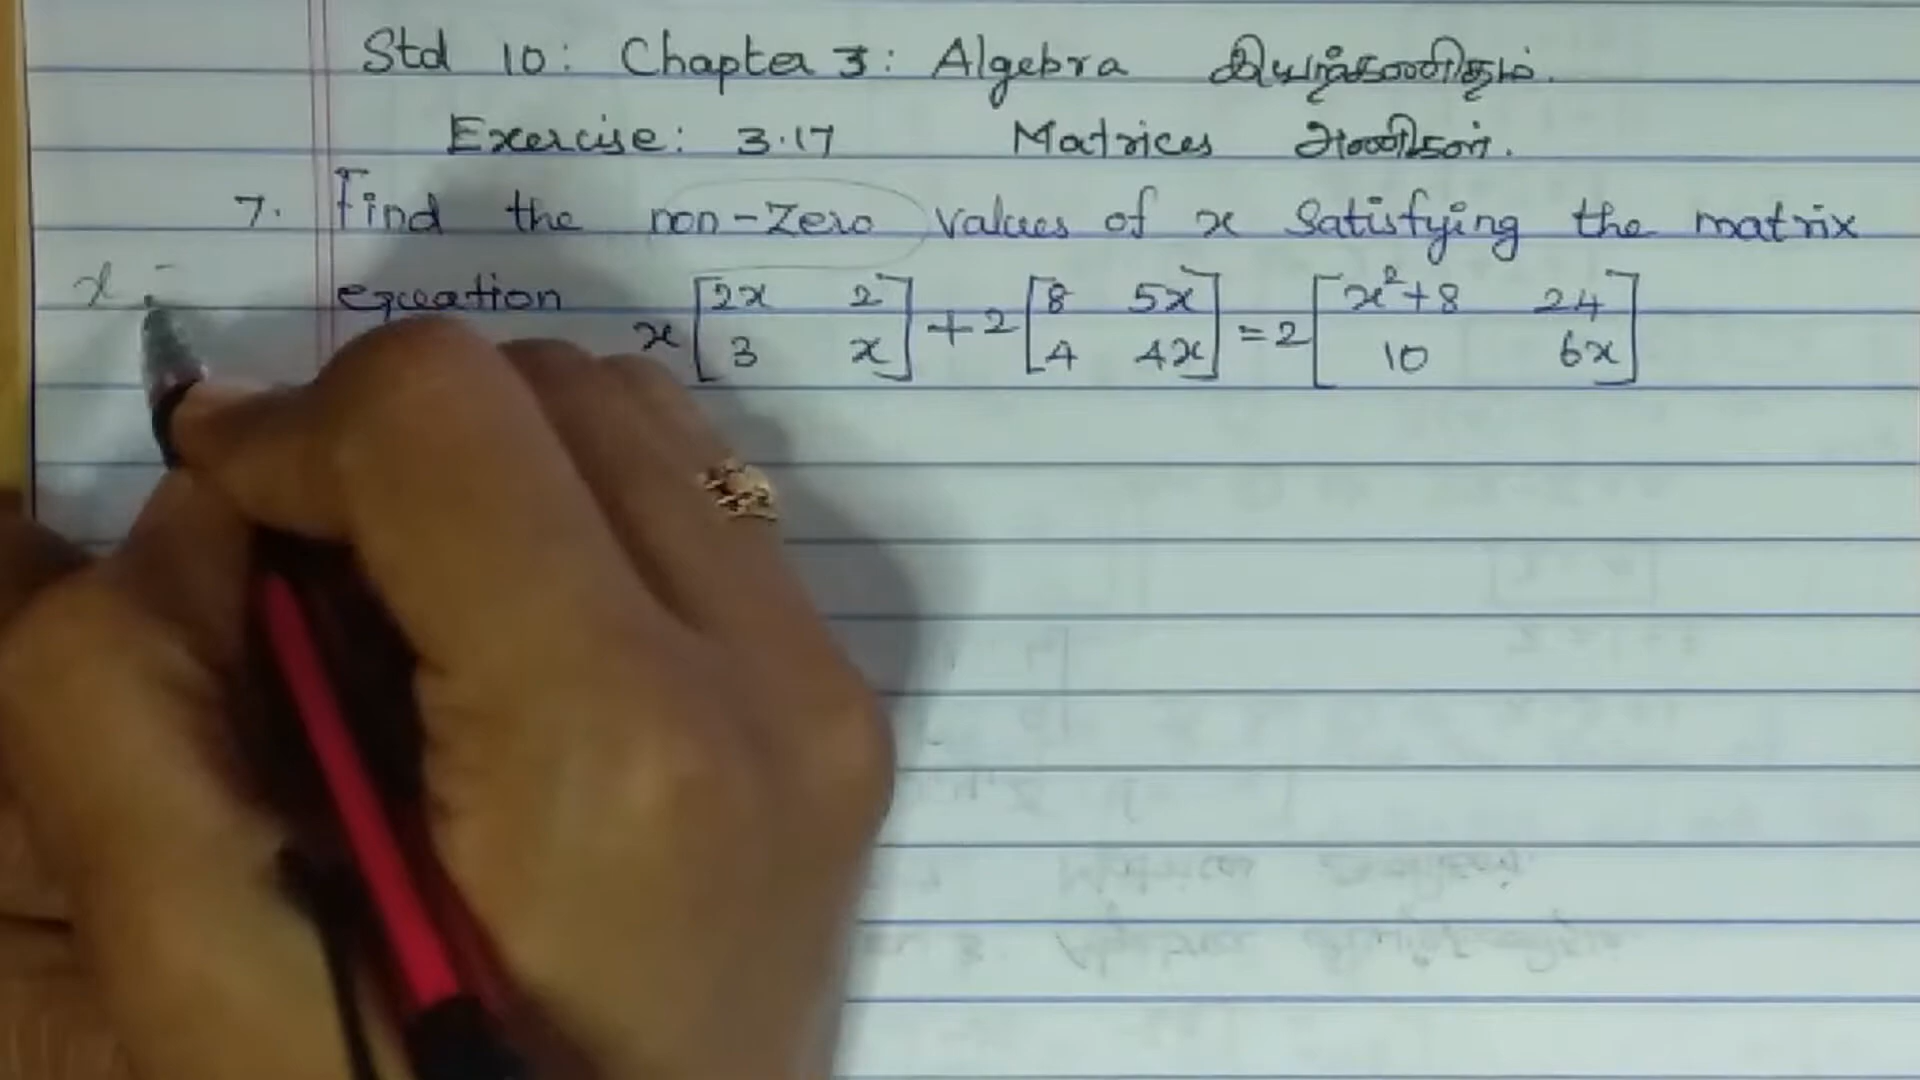 Std 10: Chapter 3: Algebra இயற்கணிதம்.
Exercise: 3.17 Matrices அணிகள்.
7. Find the non-Zero values of x Satisfying the matrix
x = equation x [2x 2; 3 x] + 2 [8 5x; 4 4x] = 2 [x²+8 24; 10 6x]